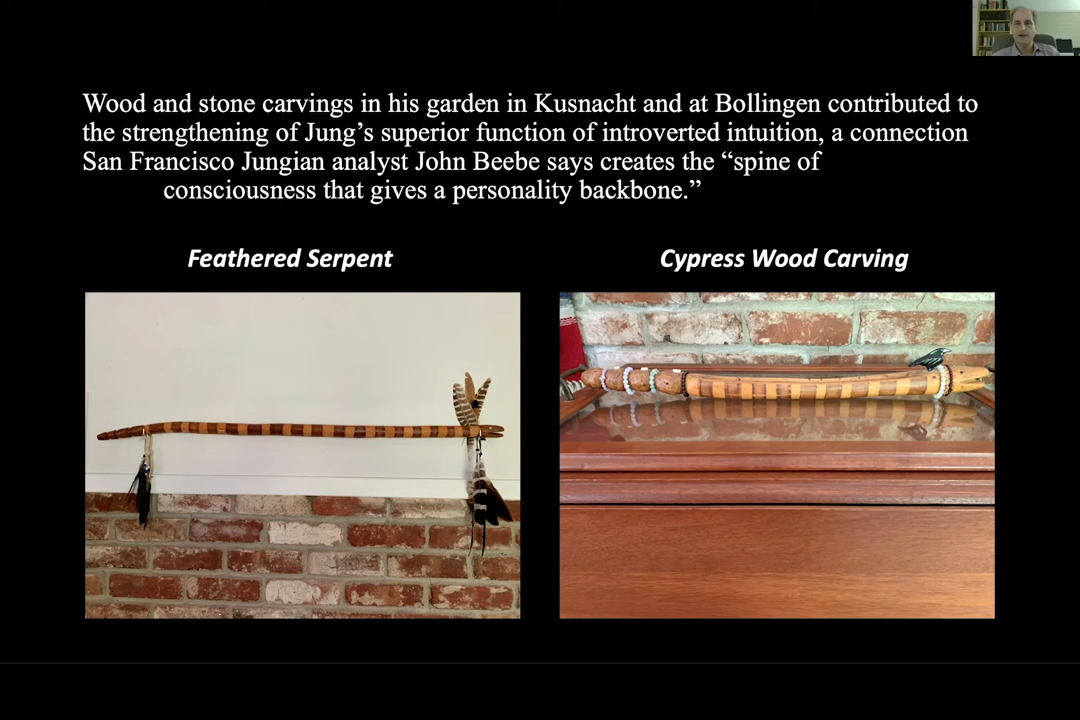 Wood and stone carvings in his garden in Kusnacht and at Bollingen contributed to
the strengthening of Jung’s superior function of introverted intuition, a connection
San Francisco Jungian analyst John Beebe says creates the “spine of
consciousness that gives a personality backbone.”
Feathered Serpent
Cypress Wood Carving